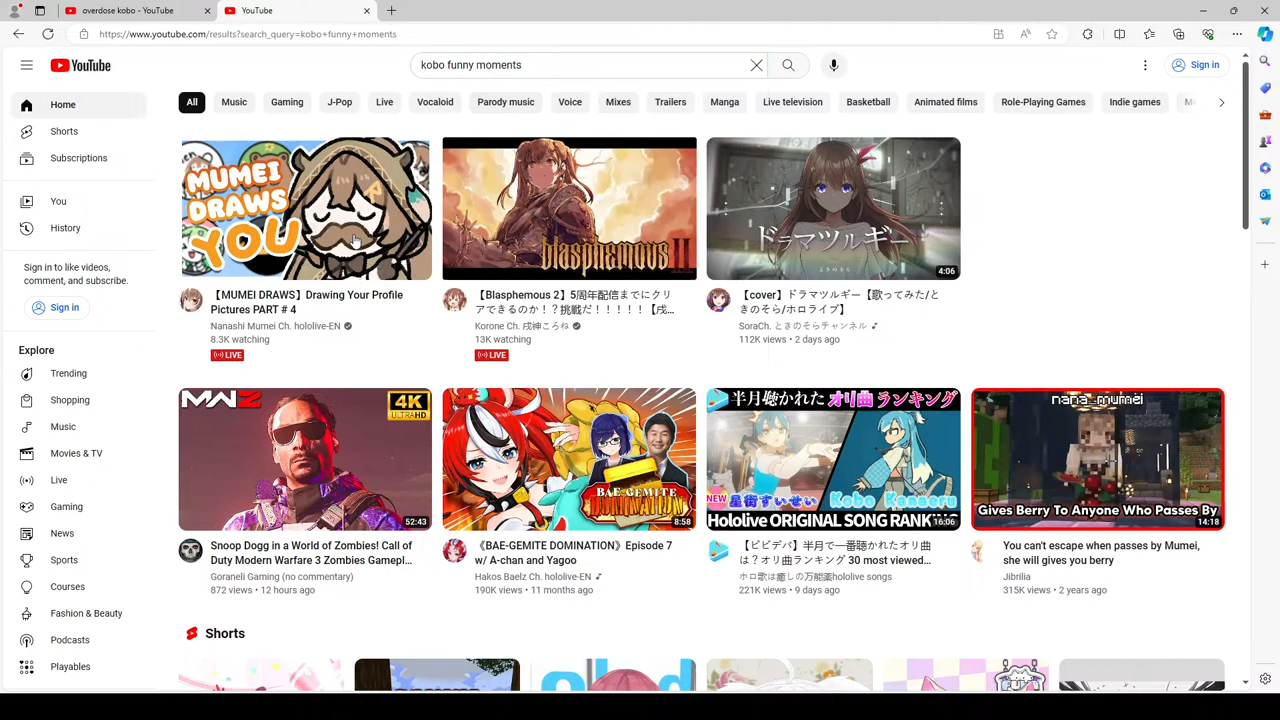 overdose kobo - YouTube
YouTube
https://www.youtube.com/results?search_query=kobo+funny+moments
YouTube
kobo funny moments
Sign in
Home
Shorts
Subscriptions
You
History
Sign in to like videos,
comment, and subscribe.
Sign in
Explore
Trending
Shopping
Music
Movies & TV
Live
Gaming
News
Sports
Courses
Fashion & Beauty
Podcasts
Playables
All
Music
Gaming
J-Pop
Live
Vocaloid
Parody music
Voice
Mixes
Trailers
Manga
Live television
Basketball
Animated films
Role-Playing Games
Indie games
MUMEI
DRAWS
YOU
【MUMEI DRAWS】Drawing Your Profile
Pictures PART # 4
Nanashi Mumei Ch. hololive-EN
8.3K watching
LIVE
blasphemous II
【Blasphemous 2】5周年配信までにクリ
アできるのか！？挑戦だ！！！！！【戌...
Korone Ch. 戌神ころね
13K watching
LIVE
ドラマツルギー
ときのそら
4:06
【cover】ドラマツルギー【歌ってみた/と
きのそら/ホロライブ】
SoraCh. ときのそらチャンネル
112K views • 2 days ago
MWZ
4K
ULTRA HD
52:43
Snoop Dogg in a World of Zombies! Call of
Duty Modern Warfare 3 Zombies Gamepl...
Goraneli Gaming (no commentary)
872 views • 12 hours ago
BAE-GEMITE
DOMINATION
8:58
《BAE-GEMITE DOMINATION》Episode 7
w/ A-chan and Yagoo
Hakos Baelz Ch. hololive-EN
190K views • 11 months ago
半月聴かれた オリ曲 ランキング
NEW
星街すいせい
Kobo Kanaeru
Hololive ORIGINAL SONG RANKING
16:06
【ビビデバ】半月で一番聴かれたオリ曲
は？オリ曲ランキング 30 most viewed...
ホロ歌は癒しの万能薬hololive songs
221K views • 9 days ago
nana_mumei
Gives Berry To Anyone Who Passes By
14:18
You can't escape when passes by Mumei,
she will gives you berry
Jibrilia
315K views • 2 years ago
Shorts